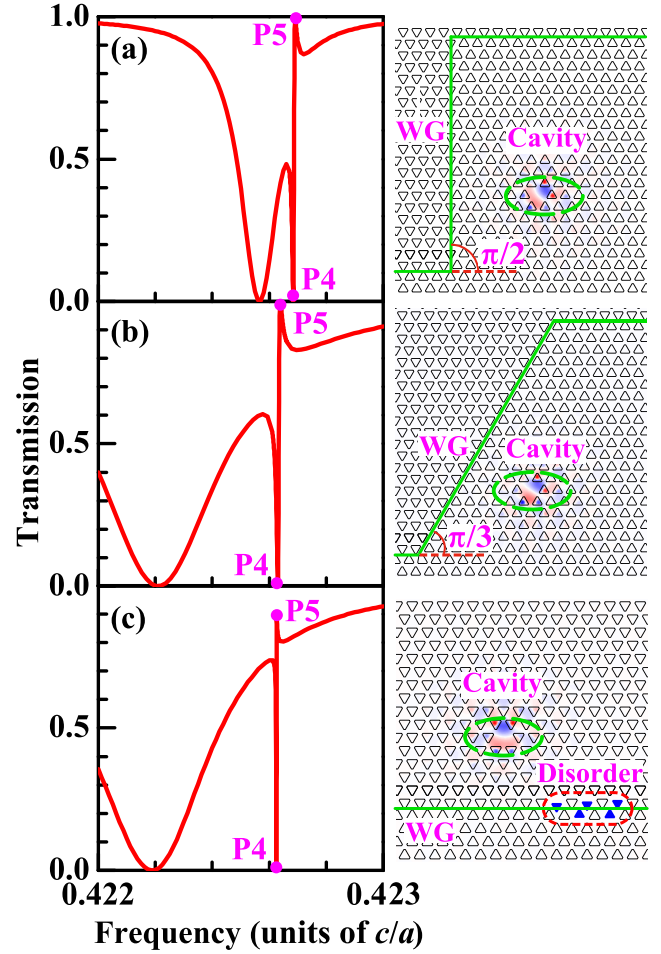 1.0
(a)
P5
0.5
P4
0.0
WG
Cavity
π/2
(b)
P5
0.5
P4
0.0
WG
Cavity
π/3
(c)
P5
0.5
P4
0.0
Cavity
Disorder
WG
Transmission
0.422
0.423
Frequency (units of c/a)